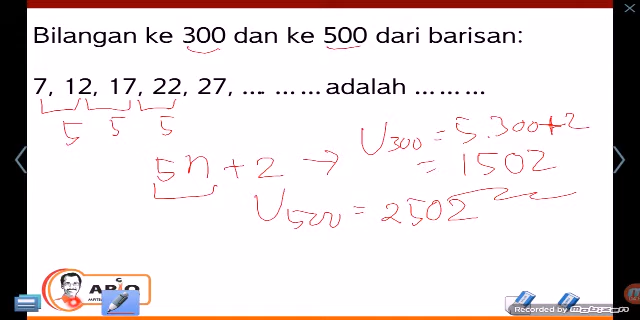 Bilangan ke 300 dan ke 500 dari barisan:
7, 12, 17, 22, 27, .... ... ... adalah ... ... ...
5 5 5
5n + 2 → U300 = 5.300+2
= 1502
U500 = 2502
Recorded by